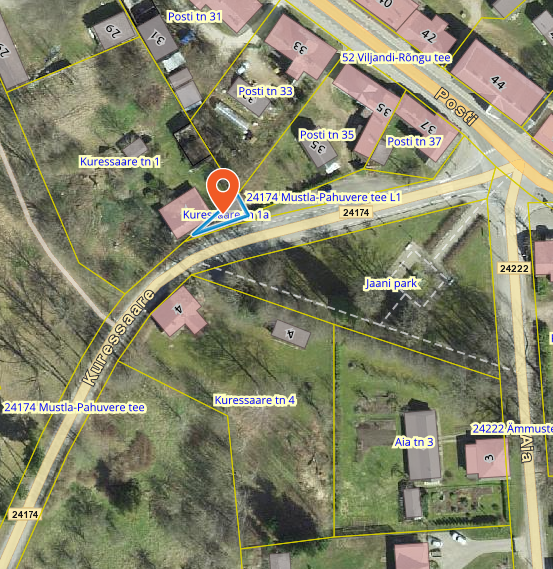 Posti tn 31
40
29
31
42
33
52 Viljandi-Rõngu tee
44
Posti tn 33
35
Posti
37
Posti tn 35
Posti tn 37
35
Kuressaare tn 1
24174 Mustla-Pahuvere tee L1
Kuressaare tn 1a
24174
24222
Jaani park
Kuressaare
4
4
Kuressaare tn 4
24174 Mustla-Pahuvere tee
24222 Ämmuste
Aia tn 3
Aia
3
24174